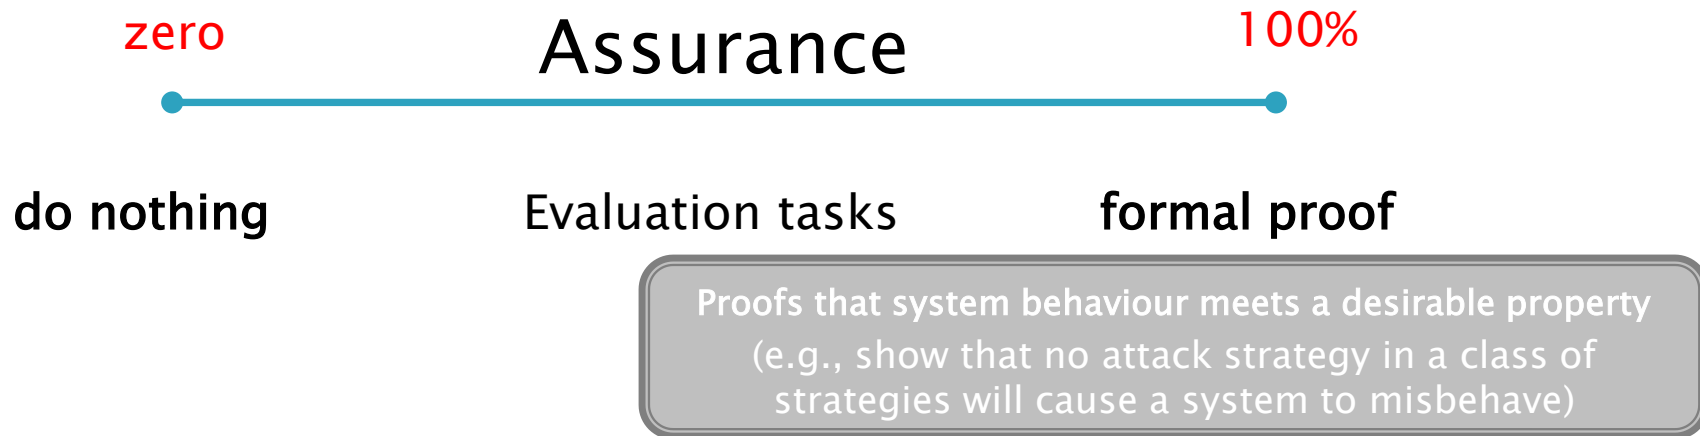 zero
Assurance
100%
do nothing
Evaluation tasks
formal proof
Proofs that system behaviour meets a desirable property
(e.g., show that no attack strategy in a class of
strategies will cause a system to misbehave)